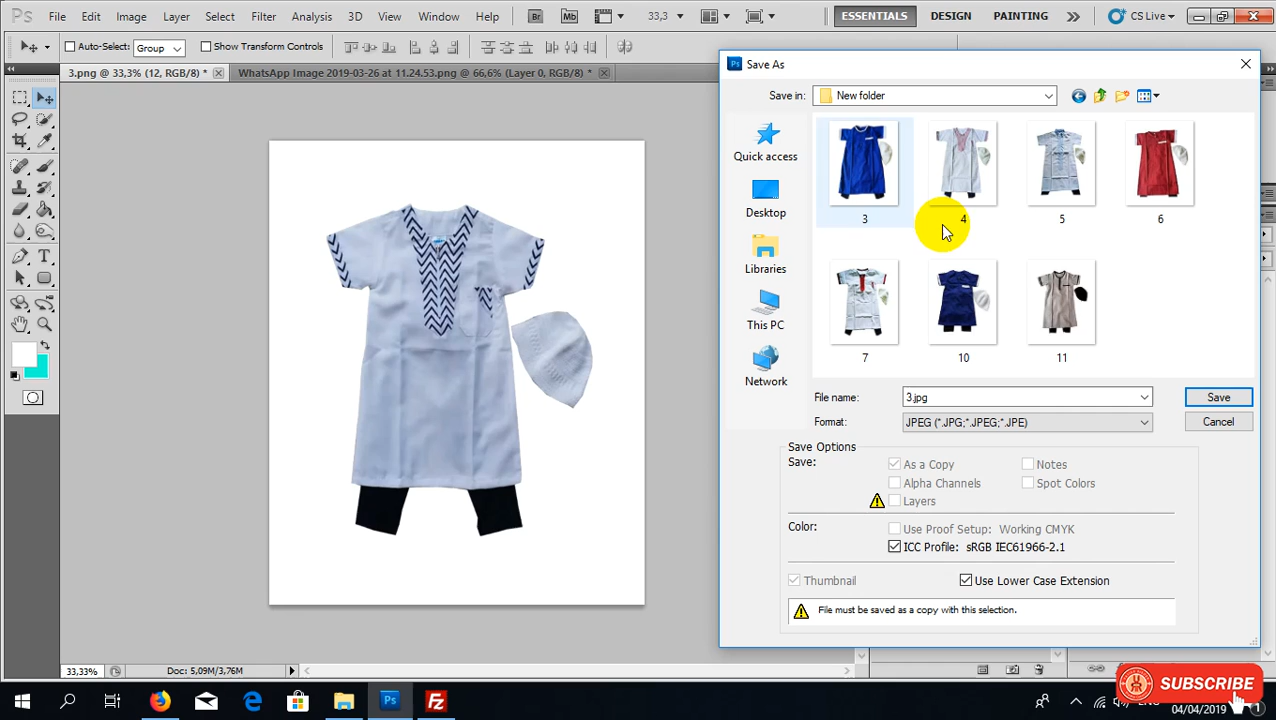 Ps File Edit Image Layer Select Filter Analysis 3D View Window Help Br Mb 33,3 ESSENTIALS DESIGN PAINTING CS Live
Auto-Select: Group Show Transform Controls
3.png @ 33,3% (12, RGB/8) * WhatsApp Image 2019-03-26 at 11.24.53.png @ 66,6% (Layer 0, RGB/8) *
Ps Save As
Save in: New folder
Quick access
Desktop
Libraries
This PC
Network
3 4 5 6
7 10 11
File name: 3.jpg Save
Format: JPEG (*.JPG;*.JPEG;*.JPE) Cancel
Save Options
Save: As a Copy Notes
Alpha Channels Spot Colors
Layers
Color: Use Proof Setup: Working CMYK
ICC Profile: sRGB IEC61966-2.1
Thumbnail Use Lower Case Extension
File must be saved as a copy with this selection.
33,33% Doc: 5,09M/3,76M
SUBSCRIBE
04/04/2019 1